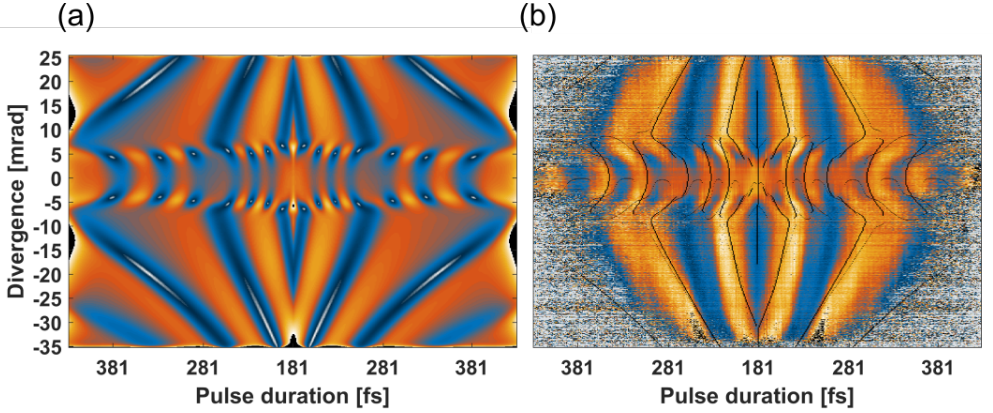 (a)
(b)
Divergence [mrad]
25
20
15
10
5
0
-5
-10
-15
-20
-25
-30
-35
381 281 181 281 381
381 281 181 281 381
Pulse duration [fs]
Pulse duration [fs]